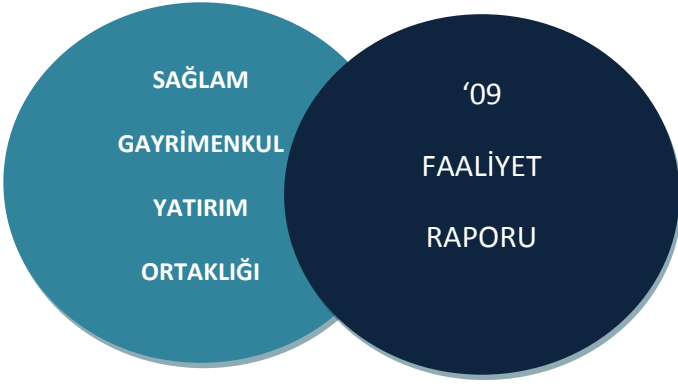 SAĞLAM
GAYRİMENKUL
YATIRIM
ORTAKLIĞI
‘09
FAALİYET
RAPORU